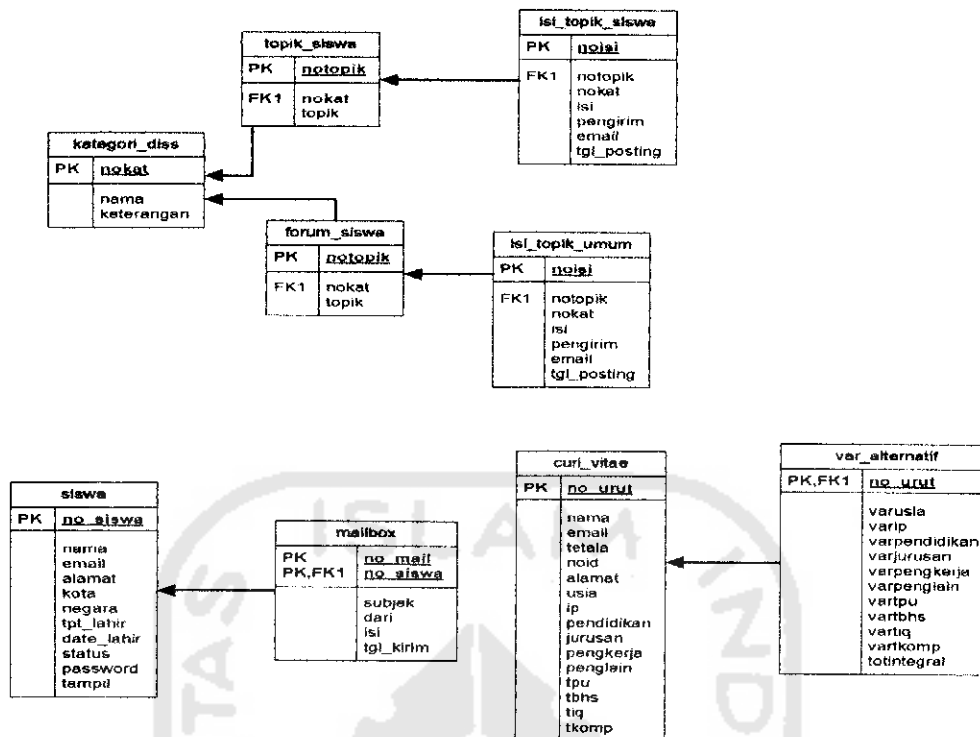 isi_topik_siswa
PK noisi
FK1 notopik
nokat
isi
pengirim
email
tgl_posting
topik_siswa
PK notopik
FK1 nokat
topik
kategori_diss
PK nokat
nama
keterangan
forum_siswa
PK notopik
FK1 nokat
topik
isi_topik_umum
PK noisi
FK1 notopik
nokat
isi
pengirim
email
tgl_posting
siswa
PK no_siswa
nama
email
alamat
kota
negara
tpt_lahir
date_lahir
status
password
tampil
mailbox
PK no_mail
PK,FK1 no_siswa
subjek
dari
isi
tgl_kirim
curi_vitae
PK no_urut
nama
email
tetala
noid
alamat
usia
ip
pendidikan
jurusan
pengkerja
penglain
tpu
tbhs
tiq
tkomp
var_alternatif
PK,FK1 no_urut
varusia
varip
varpendidikan
varjurusan
varpengkerja
varpenglain
vartpu
vartbhs
vartiq
vartkomp
totintegral
TAS ISLAM IND